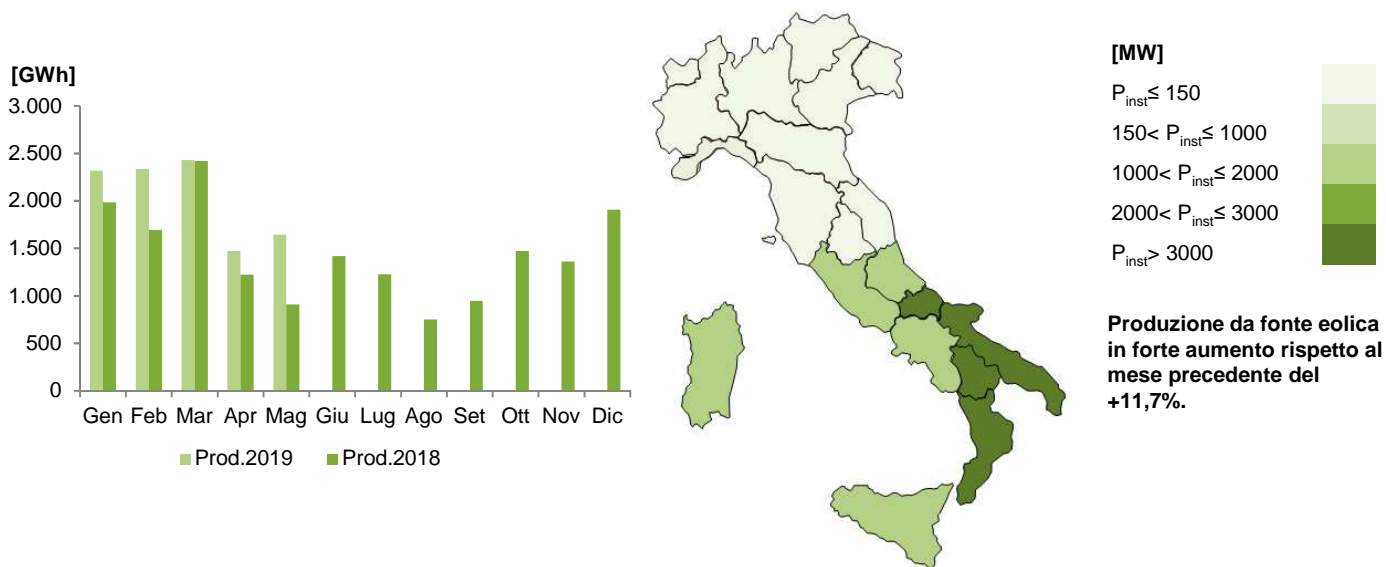 [GWh]
3.000
2.500
2.000
1.500
1.000
500
0
Gen Feb Mar Apr Mag Giu Lug Ago Set Ott Nov Dic
Prod.2019 Prod.2018
[MW]
Pinst≤ 150
150< Pinst≤ 1000
1000< Pinst≤ 2000
2000< Pinst≤ 3000
Pinst> 3000
Produzione da fonte eolica
in forte aumento rispetto al
mese precedente del
+11,7%.